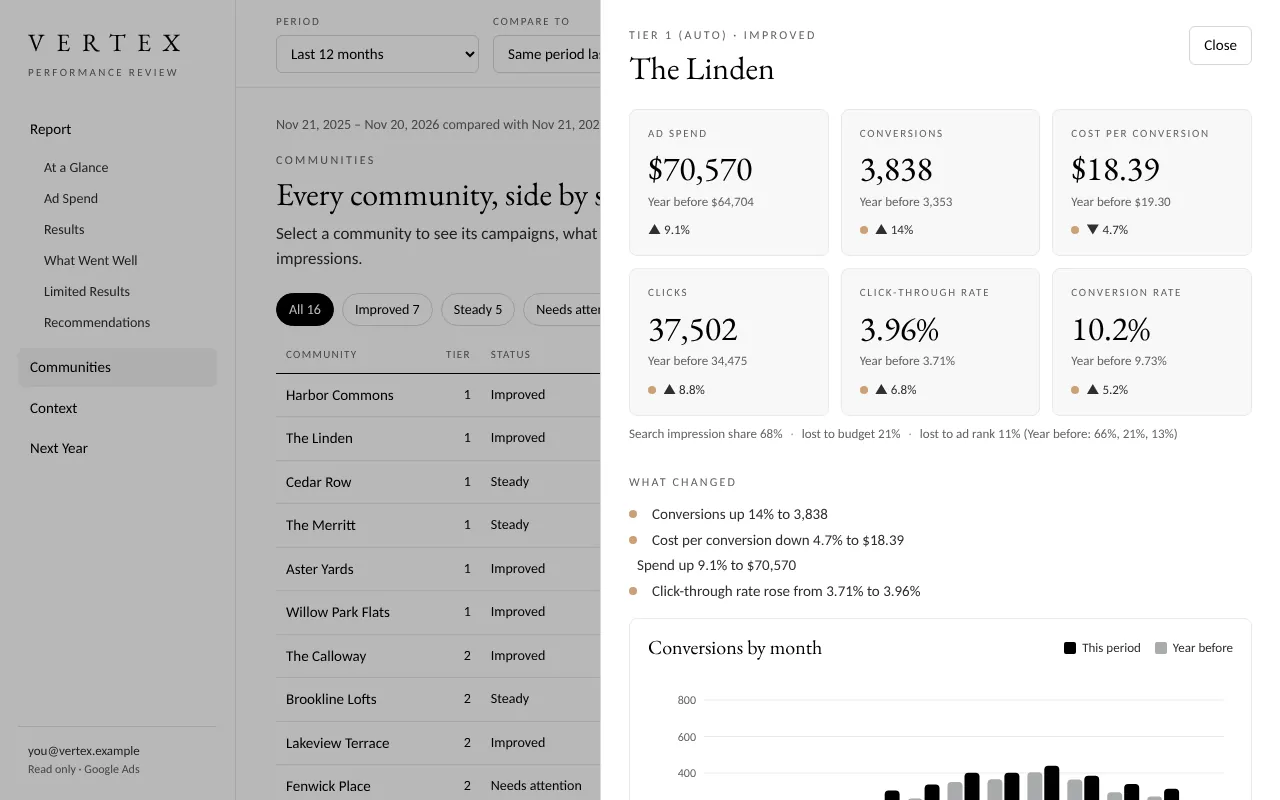 VERTEX
PERFORMANCE REVIEW
Report
At a Glance
Ad Spend
Results
What Went Well
Limited Results
Recommendations
Communities
Context
Next Year
you@vertex.example
Read only · Google Ads
PERIOD
COMPARE TO
Last 12 months
Same period
Nov 21, 2025 – Nov 20, 2026 compared with Nov 21,
COMMUNITIES
Every community, side by
Select a community to see its campaigns, what
impressions.
All 16
Improved 7
Steady 5
Needs
COMMUNITY TIER STATUS
Harbor Commons 1 Improved
The Linden 1 Improved
Cedar Row 1 Steady
The Merritt 1 Steady
Aster Yards 1 Improved
Willow Park Flats 1 Improved
The Calloway 2 Improved
Brookline Lofts 2 Steady
Lakeview Terrace 2 Improved
Fenwick Place 2 Needs attention
TIER 1 (AUTO) · IMPROVED
The Linden
Close
AD SPEND
$70,570
Year before $64,704
▲ 9.1%
CONVERSIONS
3,838
Year before 3,353
▲ 14%
COST PER CONVERSION
$18.39
Year before $19.30
▼ 4.7%
CLICKS
37,502
Year before 34,475
▲ 8.8%
CLICK-THROUGH RATE
3.96%
Year before 3.71%
▲ 6.8%
CONVERSION RATE
10.2%
Year before 9.73%
▲ 5.2%
Search impression share 68% · lost to budget 21% · lost to ad rank 11% (Year before: 66%, 21%, 13%)
WHAT CHANGED
Conversions up 14% to 3,838
Cost per conversion down 4.7% to $18.39
Spend up 9.1% to $70,570
Click-through rate rose from 3.71% to 3.96%
Conversions by month
This period
Year before
800
600
400